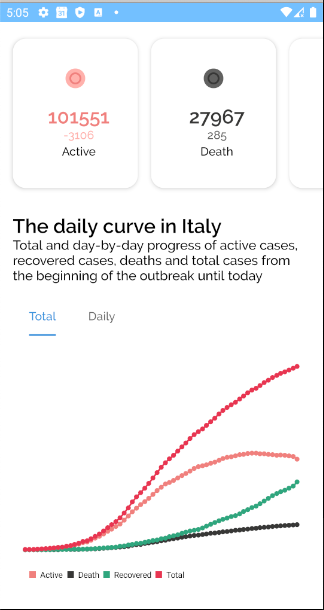 5:05
101551
-3106
Active
27967
285
Death
The daily curve in Italy
Total and day-by-day progress of active cases,
recovered cases, deaths and total cases from
the beginning of the outbreak until today
Total Daily
Active Death Recovered Total